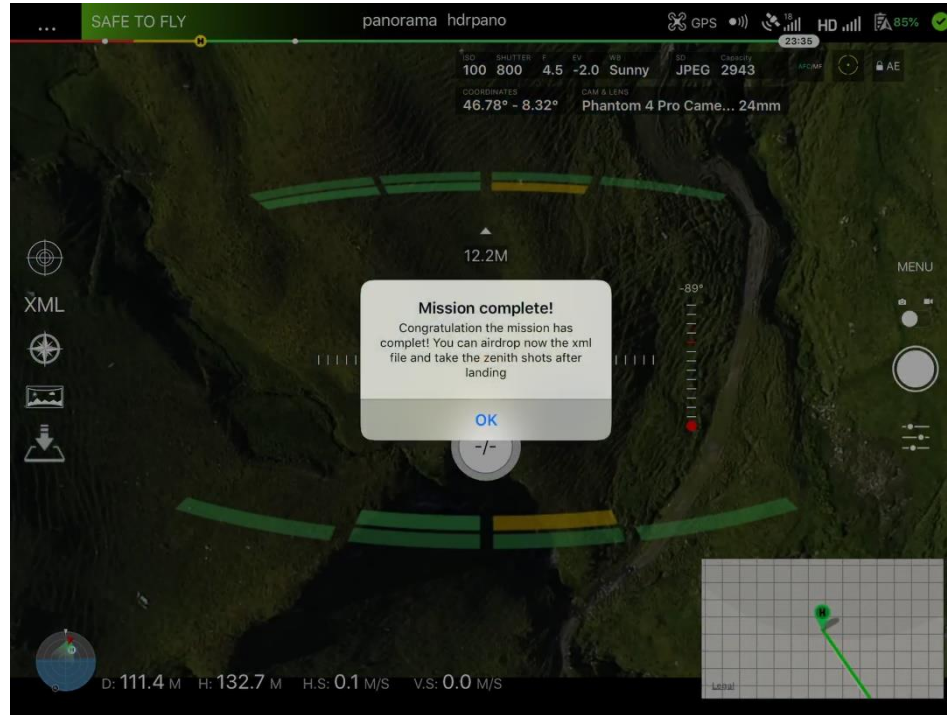 ...
SAFE TO FLY
panorama hdrpano
GPS
18
HD
85%
H
23:35
ISO SHUTTER F EV WB SD Capacity
100 800 4.5 -2.0 Sunny JPEG 2943
AFC/MF
AE
COORDINATES CAM & LENS
46.78° - 8.32° Phantom 4 Pro Came... 24mm
12.2M
MENU
-89°
XML
Mission complete!
Congratulation the mission has
complet! You can airdrop now the xml
file and take the zenith shots after
landing
OK
-/-
H
Legal
D: 111.4 M H: 132.7 M H.S: 0.1 M/S V.S: 0.0 M/S